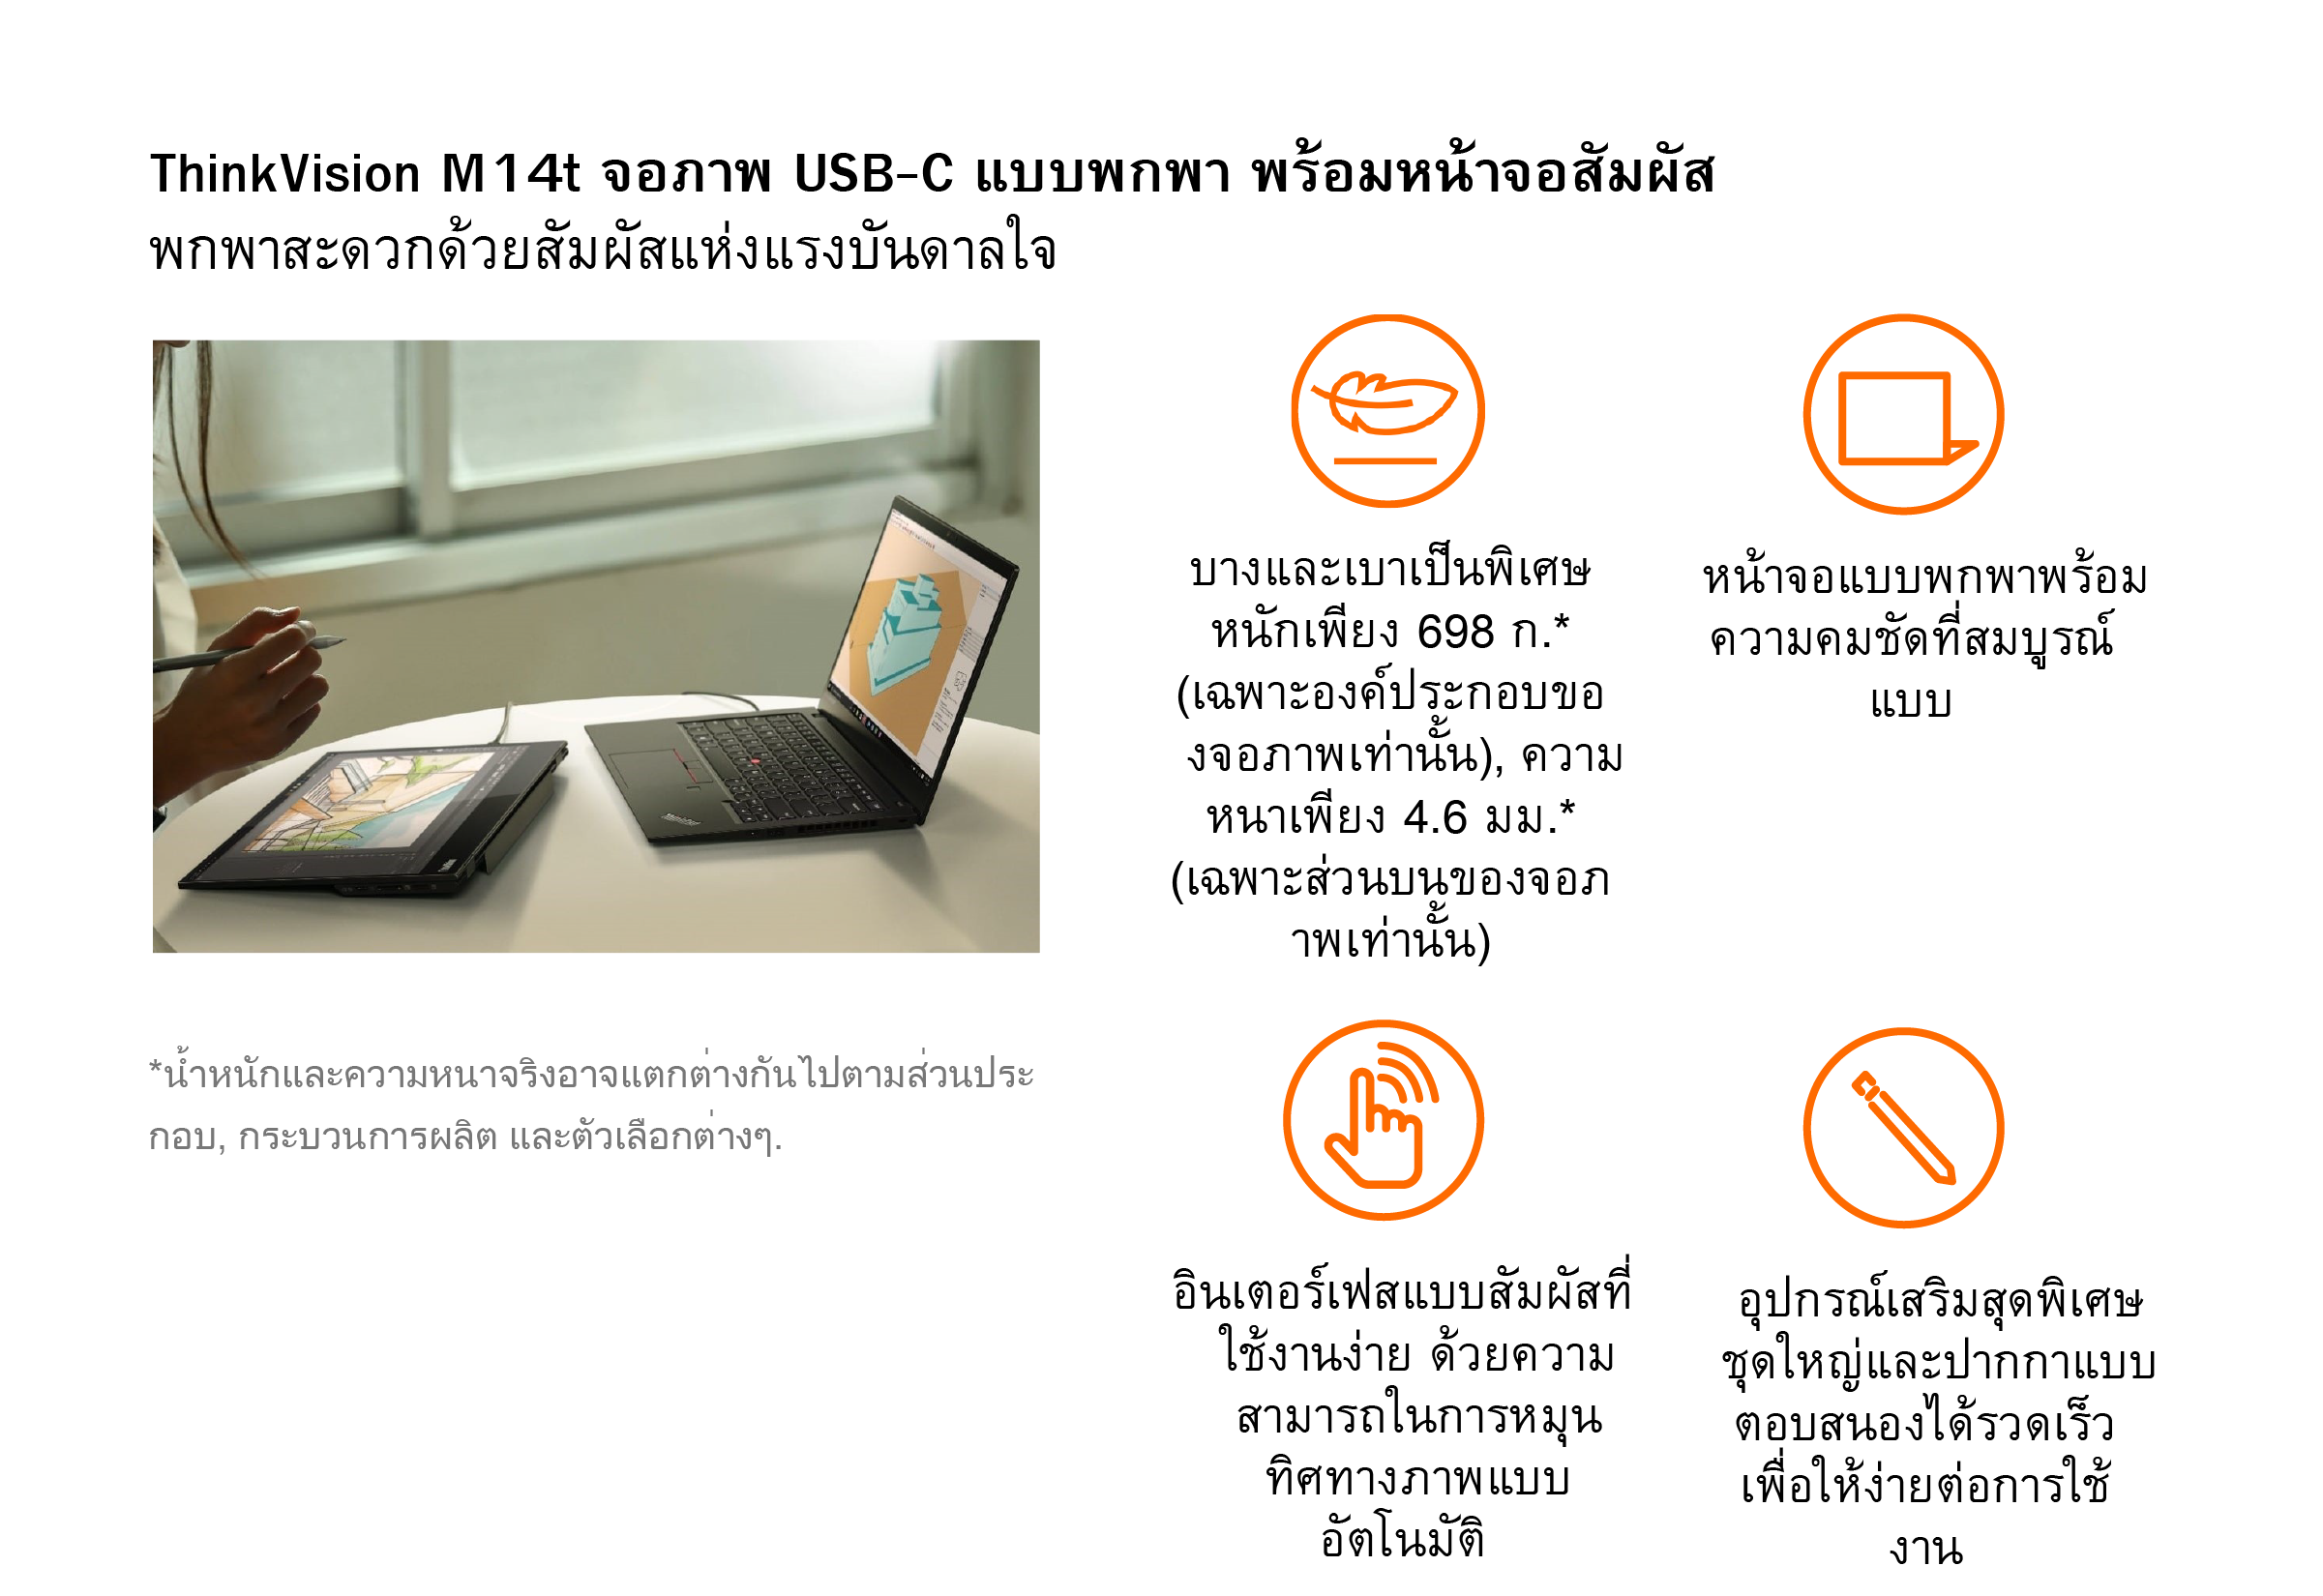 ThinkVision M14t จอภาพ USB-C แบบพกพา พร้อมหน้าจอสัมผัส
พกพาสะดวกด้วยสัมผัสแห่งแรงบันดาลใจ
บางและเบาเป็นพิเศษ
หนักเพียง 698 ก.*
(เฉพาะองค์ประกอบขอ
งจอภาพเท่านั้น), ความ
หนาเพียง 4.6 มม.*
(เฉพาะส่วนบนของจอภ
าพเท่านั้น)
หน้าจอแบบพกพาพร้อม
ความคมชัดที่สมบูรณ์
แบบ
*น้ำหนักและความหนาจริงอาจแตกต่างกันไปตามส่วนประ
กอบ, กระบวนการผลิต และตัวเลือกต่างๆ.
อินเตอร์เฟสแบบสัมผัสที่
ใช้งานง่าย ด้วยความ
สามารถในการหมุน
ทิศทางภาพแบบ
อัตโนมัติ
อุปกรณ์เสริมสุดพิเศษ
ชุดใหญ่และปากกาแบบ
ตอบสนองได้รวดเร็ว
เพื่อให้ง่ายต่อการใช้
งาน